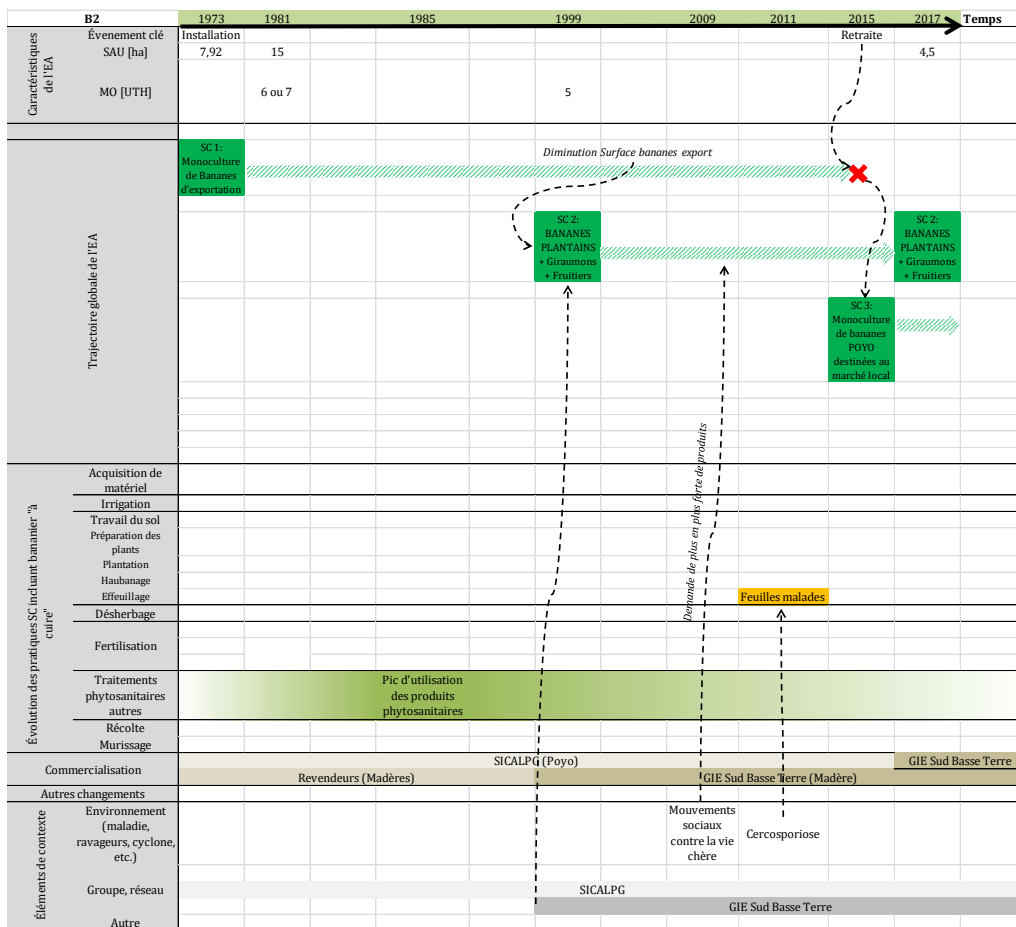 B2
1973
1981
1985
1999
2009
2011
2015
2017
Temps
Caractéristiques
de l'EA
Évenement clé
Installation
Retraite
SAU [ha]
7,92
15
4,5
MO [UTH]
6 ou 7
5
Trajectoire globale de l'EA
SC 1:
Monoculture
de Bananes
d'exportation
Diminution Surface bananes export
SC 2:
BANANES
PLANTAINS
+ Giraumons
+ Fruitiers
SC 2:
BANANES
PLANTAINS
+ Giraumons
+ Fruitiers
SC 3:
Monoculture
de bananes
POYO
destinées au
marché local
Demande de plus en plus forte de produits
Évolution des pratiques SC incluant bananier "à
cuire"
Acquisition de
matériel
Irrigation
Travail du sol
Préparation des
plants
Plantation
Haubanage
Effeuillage
Feuilles malades
Désherbage
Fertilisation
Traitements
phytosanitaires
autres
Pic d'utilisation
des produits
phytosanitaires
Récolte
Murissage
Commercialisation
SICALPG (Poyo)
GIE Sud Basse Terre
Revendeurs (Madères)
GIE Sud Basse Terre (Madère)
Autres changements
Éléments de contexte
Environnement
(maladie,
ravageurs, cyclone,
etc.)
Mouvements
sociaux
contre la vie
chère
Cercosporiose
Groupe, réseau
SICALPG
GIE Sud Basse Terre
Autre